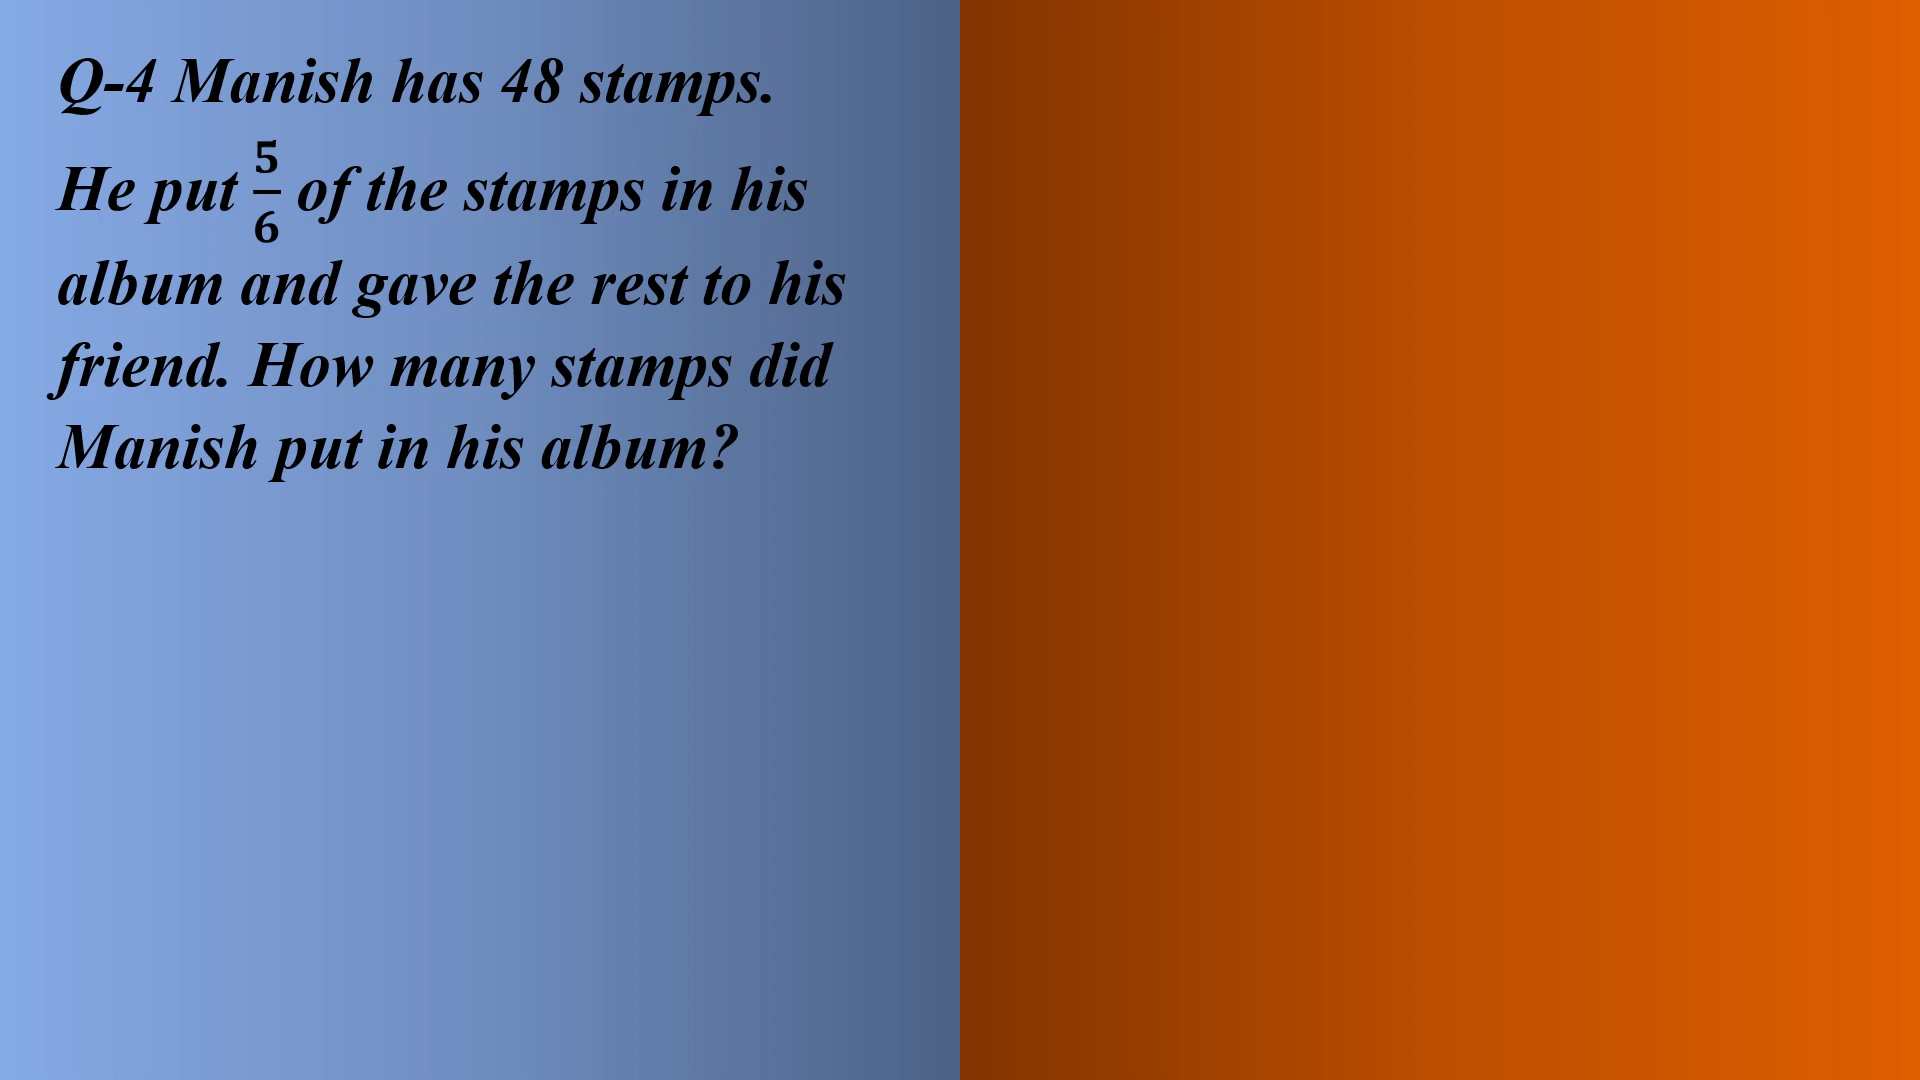 Q-4 Manish has 48 stamps.
He put 5/6 of the stamps in his
album and gave the rest to his
friend. How many stamps did
Manish put in his album?